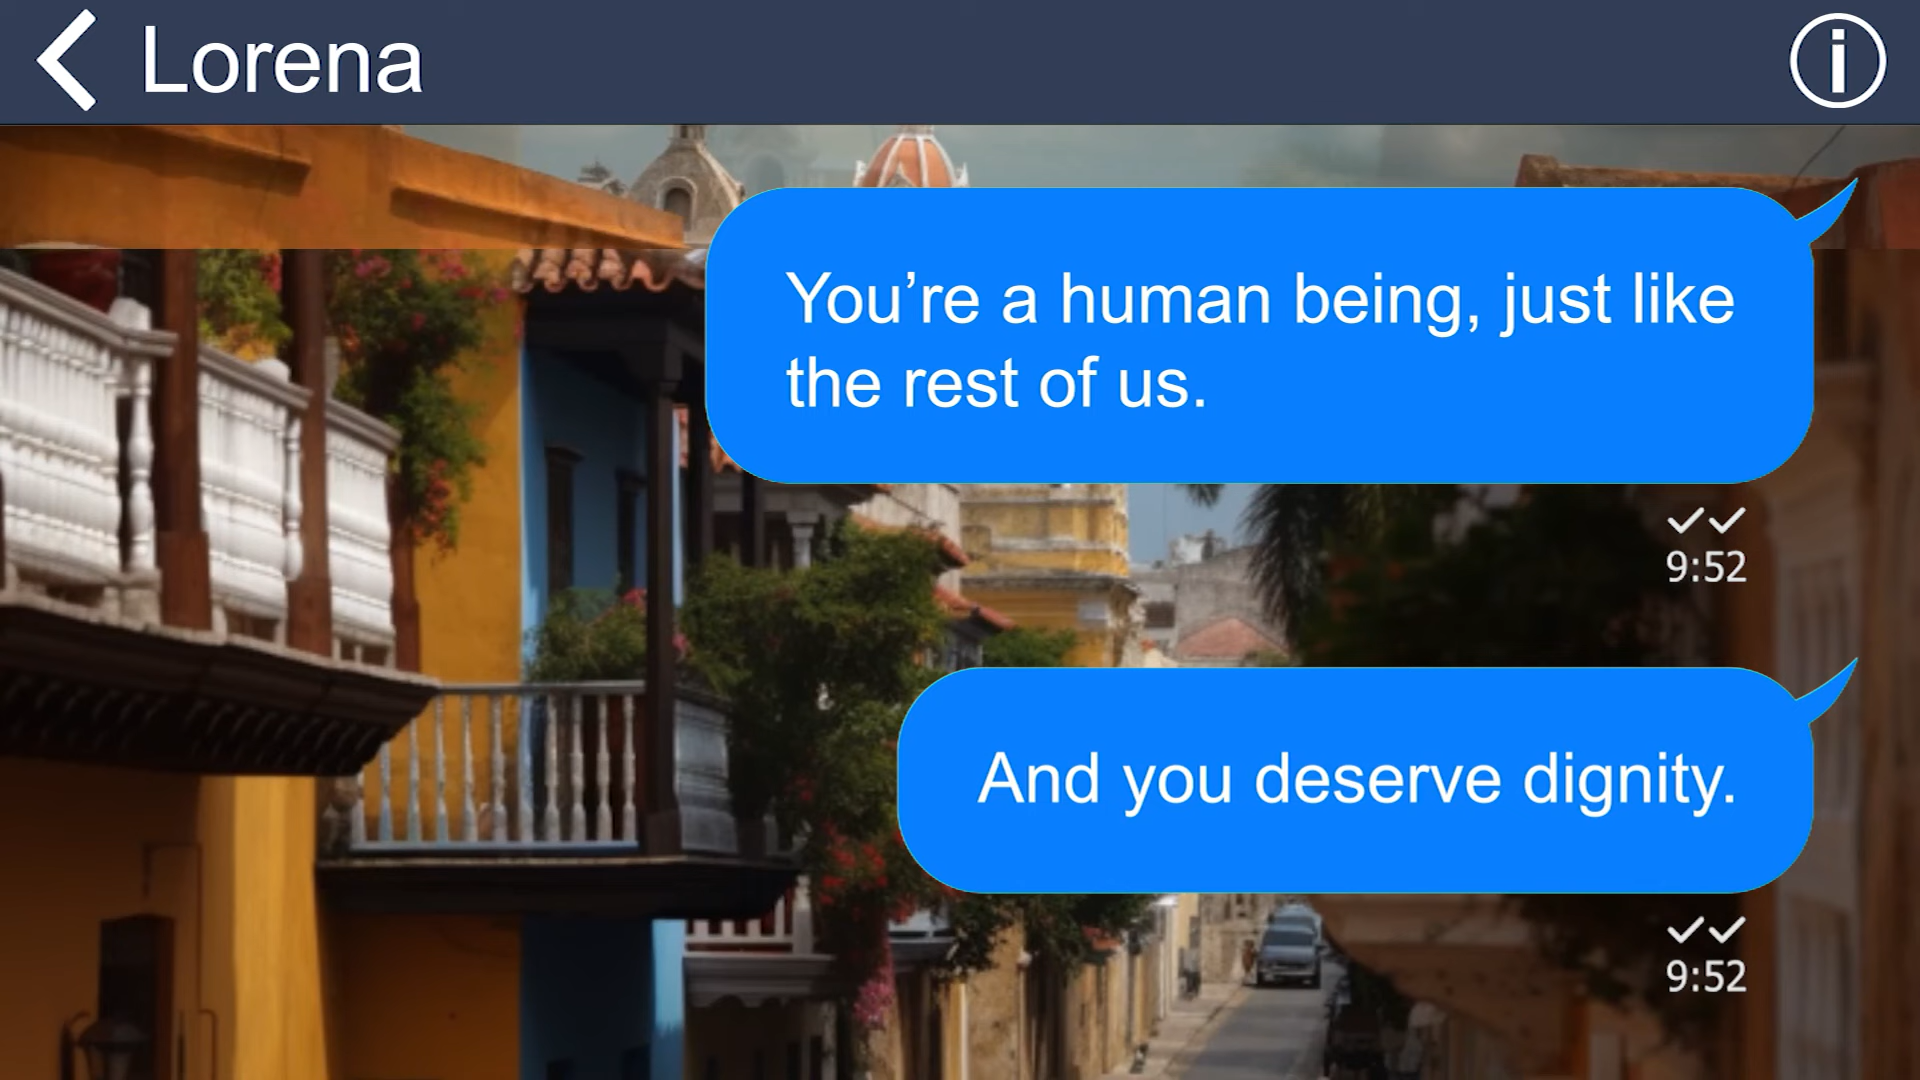 Lorena
You’re a human being, just like
the rest of us.
9:52
And you deserve dignity.
9:52